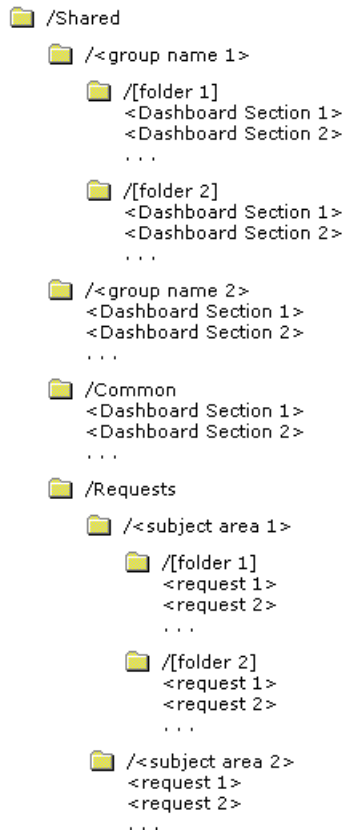 /Shared
/<group name 1>
/[folder 1]
<Dashboard Section 1>
<Dashboard Section 2>
. . .
/[folder 2]
<Dashboard Section 1>
<Dashboard Section 2>
. . .
/<group name 2>
<Dashboard Section 1>
<Dashboard Section 2>
. . .
/Common
<Dashboard Section 1>
<Dashboard Section 2>
. . .
/Requests
/<subject area 1>
/[folder 1]
<request 1>
<request 2>
. . .
/[folder 2]
<request 1>
<request 2>
. . .
/<subject area 2>
<request 1>
<request 2>
. . .